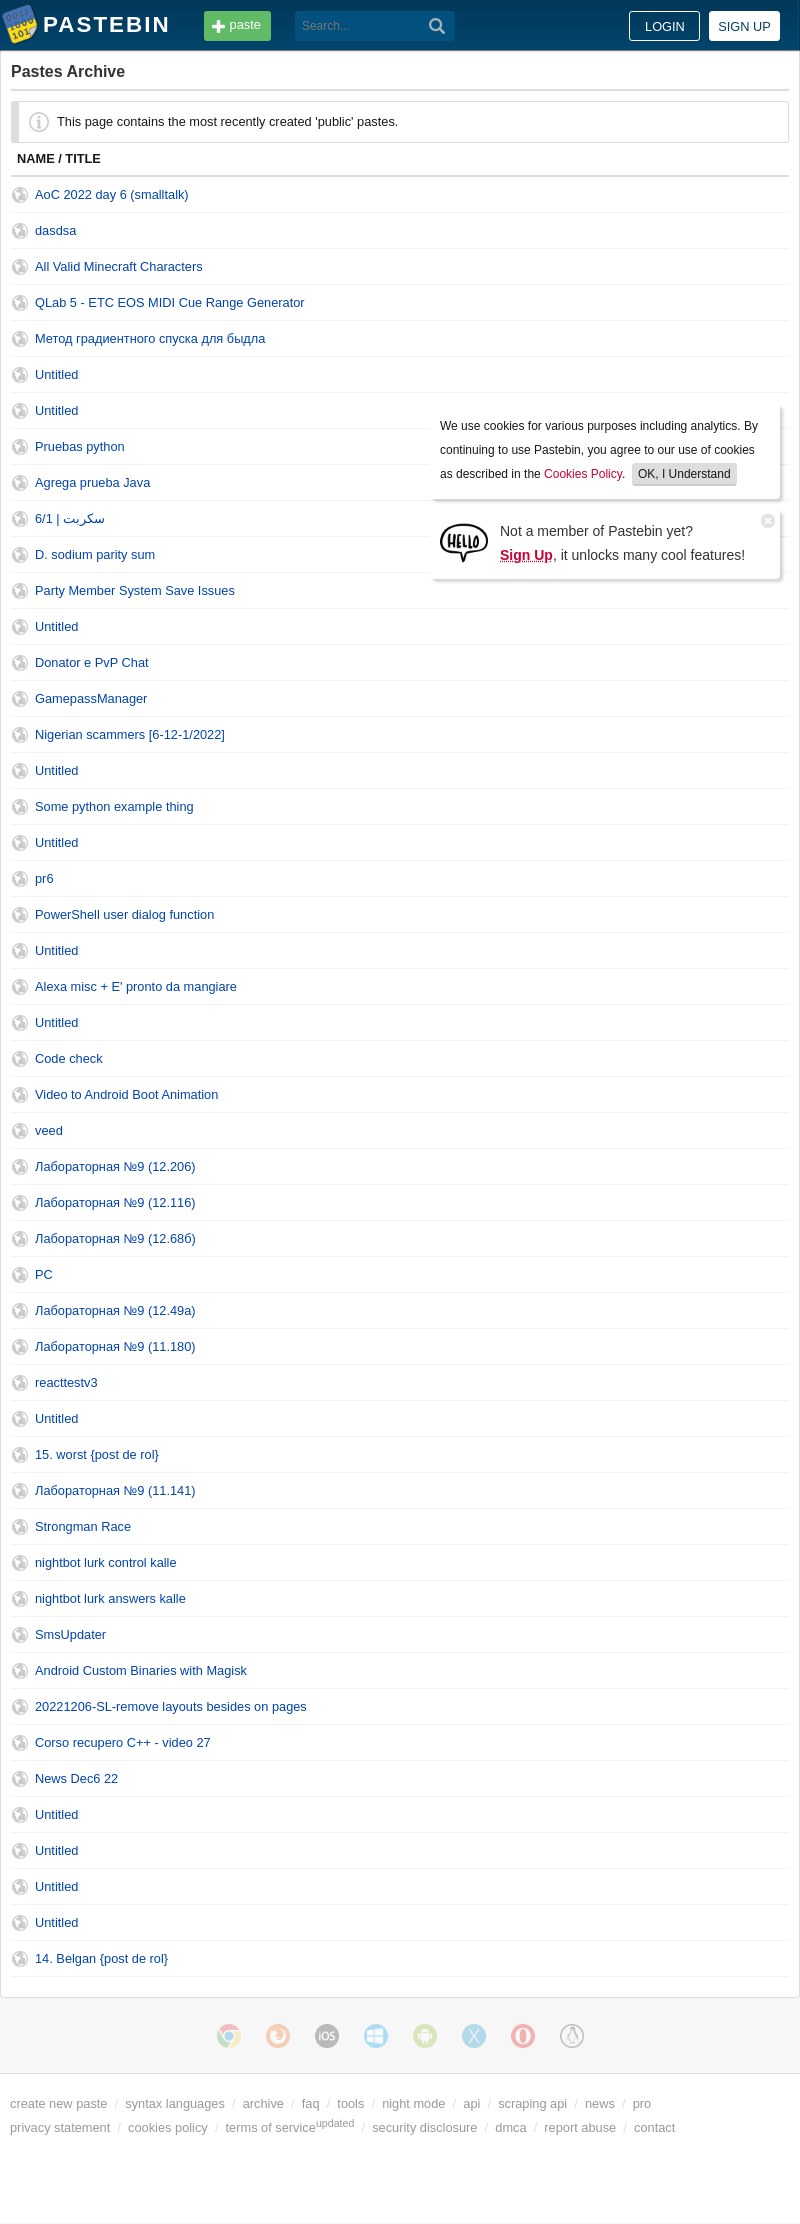 PASTEBIN
paste
Search...
LOGIN
SIGN UP
Pastes Archive
This page contains the most recently created 'public' pastes.
NAME / TITLE
AoC 2022 day 6 (smalltalk)
dasdsa
All Valid Minecraft Characters
QLab 5 - ETC EOS MIDI Cue Range Generator
Метод градиентного спуска для быдла
Untitled
Untitled
Pruebas python
Agrega prueba Java
6/1 | سكربت
D. sodium parity sum
Party Member System Save Issues
Untitled
Donator e PvP Chat
GamepassManager
Nigerian scammers [6-12-1/2022]
Untitled
Some python example thing
Untitled
pr6
PowerShell user dialog function
Untitled
Alexa misc + E' pronto da mangiare
Untitled
Code check
Video to Android Boot Animation
veed
Лабораторная №9 (12.206)
Лабораторная №9 (12.116)
Лабораторная №9 (12.68б)
PC
Лабораторная №9 (12.49а)
Лабораторная №9 (11.180)
reacttestv3
Untitled
15. worst {post de rol}
Лабораторная №9 (11.141)
Strongman Race
nightbot lurk control kalle
nightbot lurk answers kalle
SmsUpdater
Android Custom Binaries with Magisk
20221206-SL-remove layouts besides on pages
Corso recupero C++ - video 27
News Dec6 22
Untitled
Untitled
Untitled
Untitled
14. Belgan {post de rol}
We use cookies for various purposes including analytics. By
continuing to use Pastebin, you agree to our use of cookies
as described in the Cookies Policy. OK, I Understand
HELLO
Not a member of Pastebin yet?
Sign Up, it unlocks many cool features!
iOS
create new paste / syntax languages / archive / faq / tools / night mode / api / scraping api / news / pro
privacy statement / cookies policy / terms of service updated / security disclosure / dmca / report abuse / contact